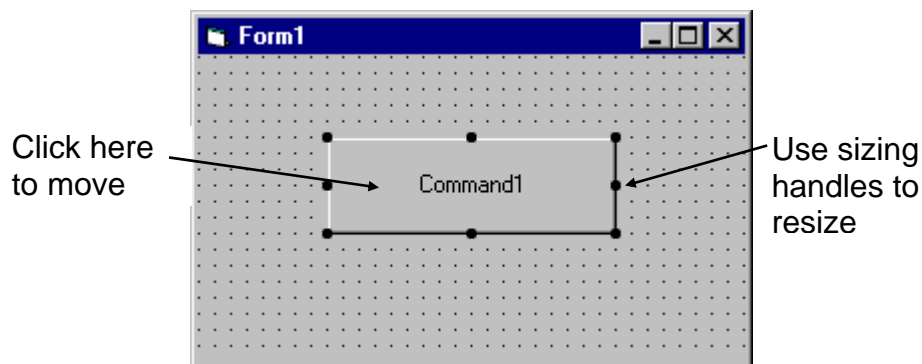 Form1
Click here
to move
Command1
Use sizing
handles to
resize